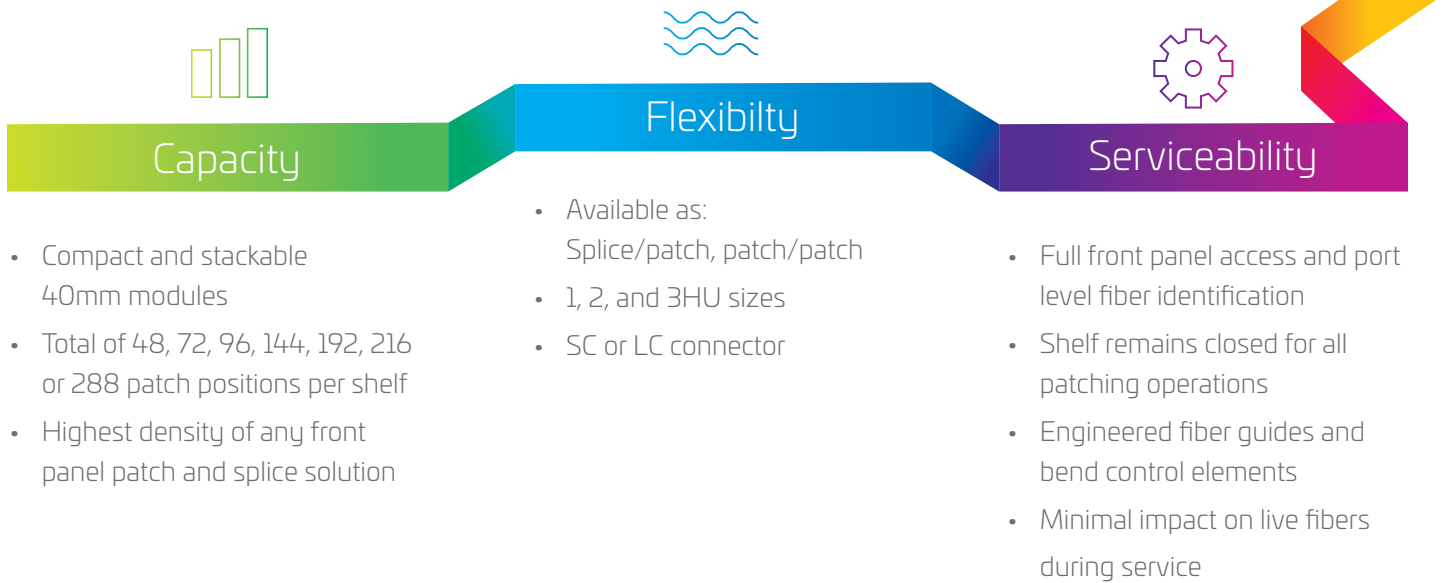 Capacity
• Compact and stackable
40mm modules
• Total of 48, 72, 96, 144, 192, 216
or 288 patch positions per shelf
• Highest density of any front
panel patch and splice solution
Flexibilty
• Available as:
Splice/patch, patch/patch
• 1, 2, and 3HU sizes
• SC or LC connector
Serviceability
• Full front panel access and port
level fiber identification
• Shelf remains closed for all
patching operations
• Engineered fiber guides and
bend control elements
• Minimal impact on live fibers
during service